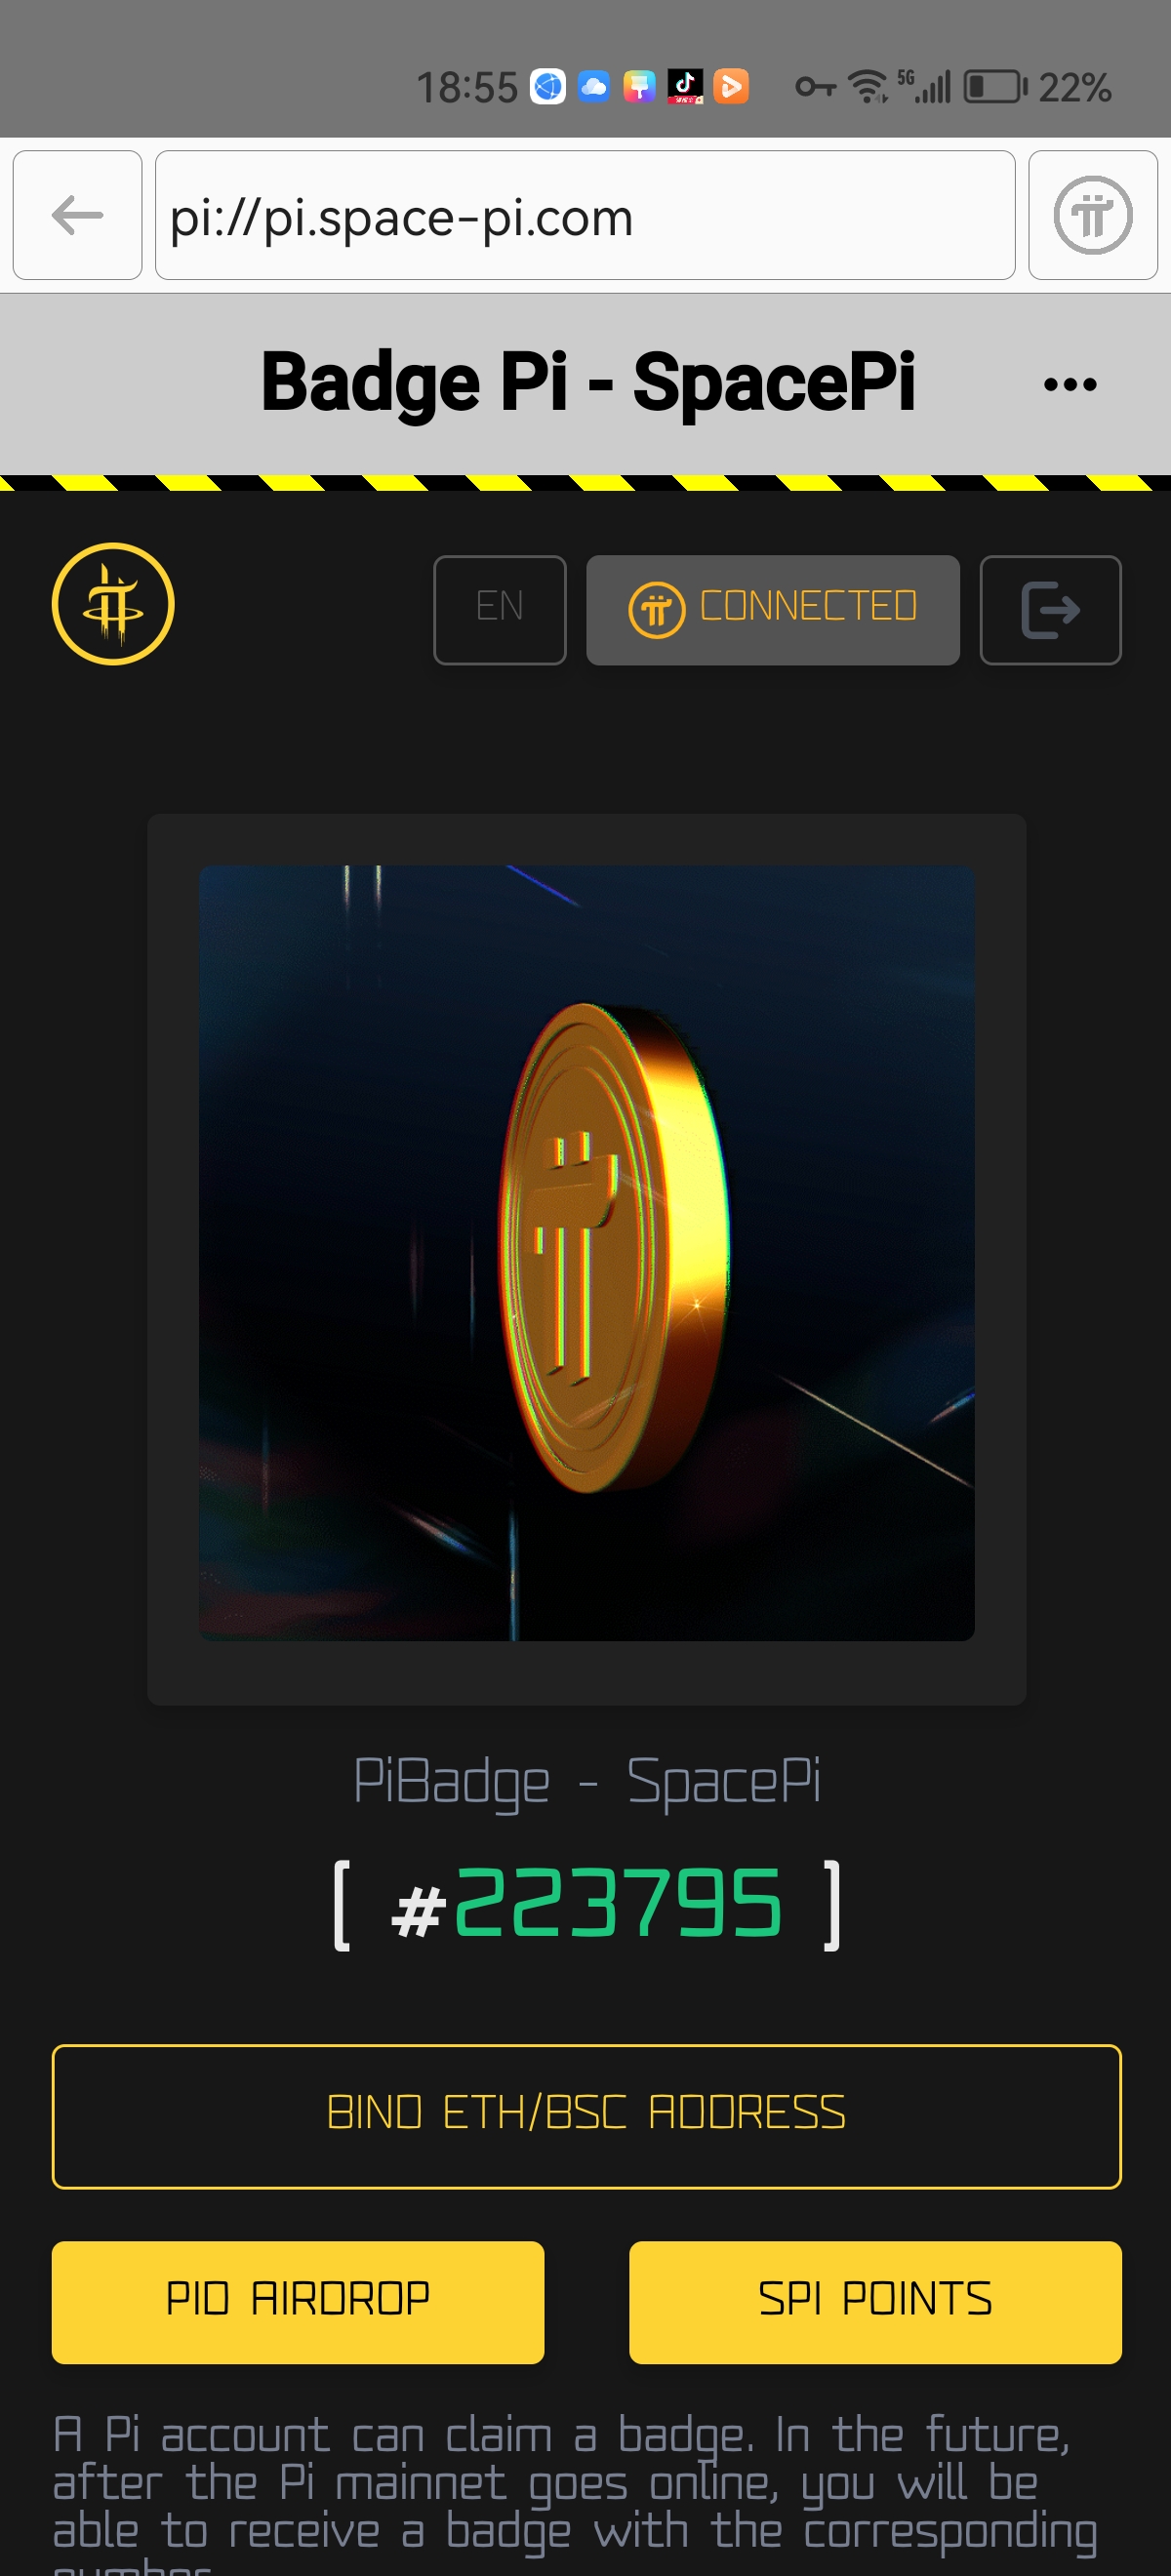 18:55
5G
22%
pi://pi.space-pi.com
Badge Pi - SpacePi
EN
CONNECTED
PiBadge - SpacePi
[ #223795 ]
BIND ETH/BSC ADDRESS
PID AIRDROP
SPI POINTS
A Pi account can claim a badge. In the future,
after the Pi mainnet goes online, you will be
able to receive a badge with the corresponding